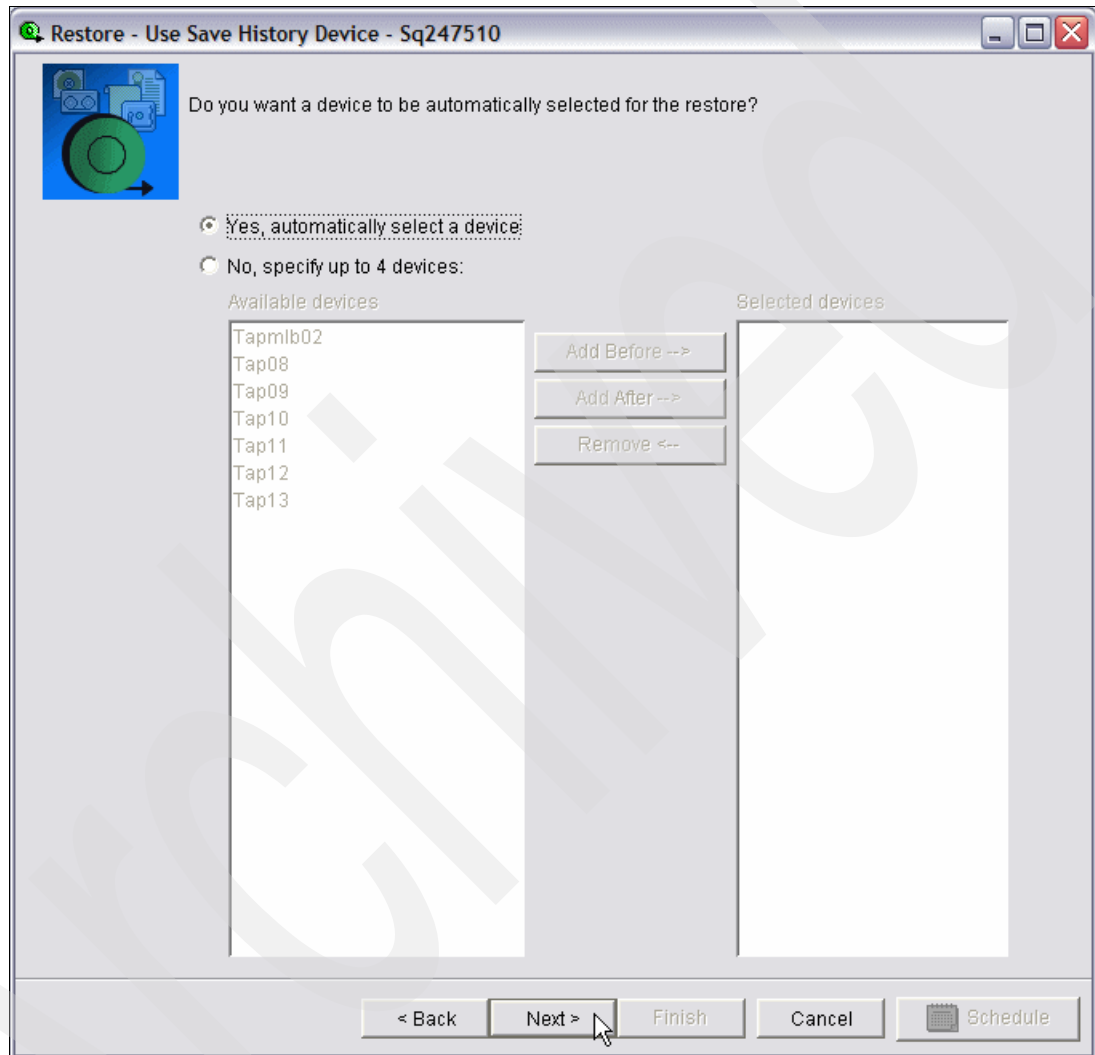 Restore - Use Save History Device - Sq247510
Do you want a device to be automatically selected for the restore?
Yes, automatically select a device
No, specify up to 4 devices:
Available devices
Selected devices
Tapmlb02
Tap08
Tap09
Tap10
Tap11
Tap12
Tap13
Add Before -->
Add After -->
Remove <--
< Back
Next >
Finish
Cancel
Schedule